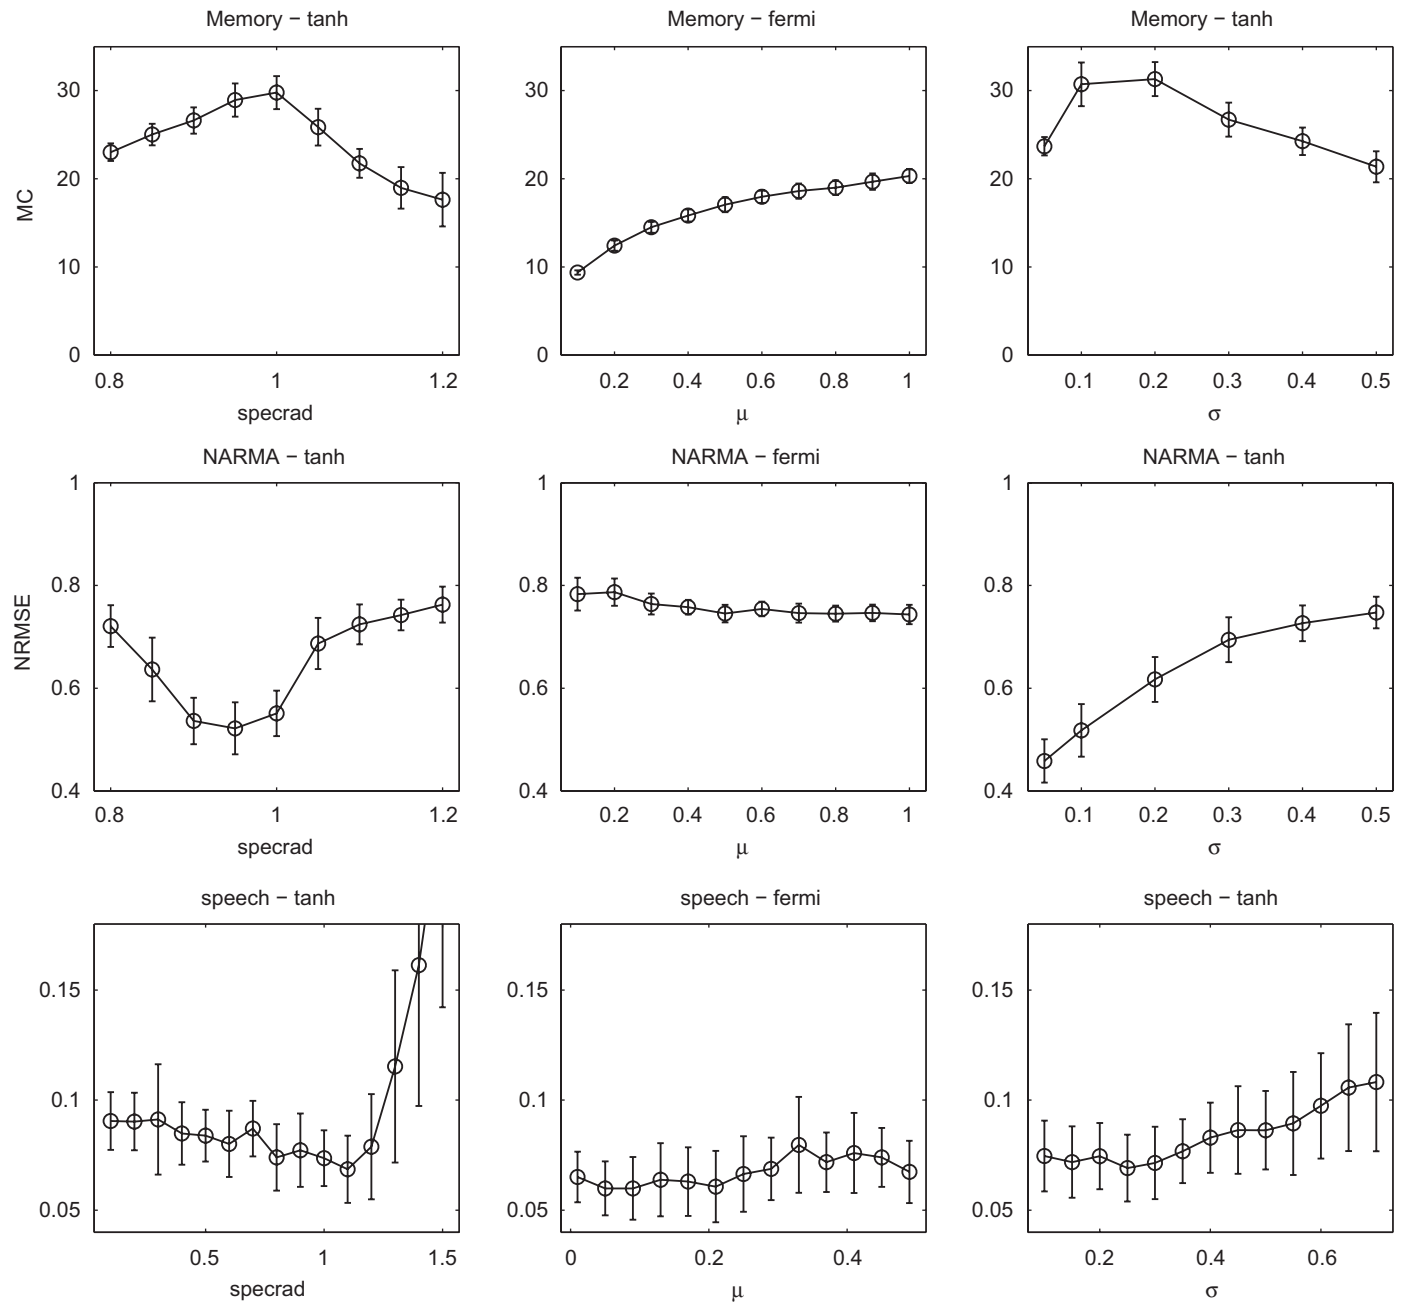 Memory − tanh
Memory − fermi
Memory − tanh
MC
30
20
10
0
0.8 1 1.2
specrad
30
20
10
0
0.2 0.4 0.6 0.8 1
μ
30
20
10
0
0.1 0.2 0.3 0.4 0.5
σ
NARMA − tanh
NARMA − fermi
NARMA − tanh
NRMSE
1
0.8
0.6
0.4
0.8 1 1.2
specrad
1
0.8
0.6
0.4
0.2 0.4 0.6 0.8 1
μ
1
0.8
0.6
0.4
0.1 0.2 0.3 0.4 0.5
σ
speech − tanh
speech − fermi
speech − tanh
0.15
0.1
0.05
0.5 1 1.5
specrad
0.15
0.1
0.05
0 0.2 0.4
μ
0.15
0.1
0.05
0.2 0.4 0.6
σ